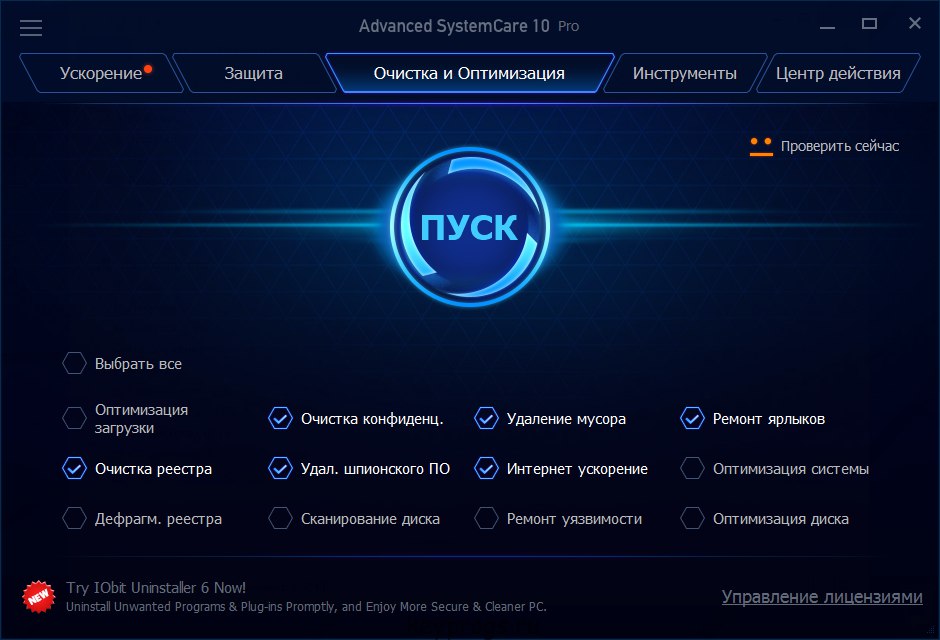 Advanced SystemCare 10 Pro
Ускорение Защита Очистка и Оптимизация Инструменты Центр действия
Проверить сейчас
ПУСК
Выбрать все
Оптимизация
загрузки
Очистка конфиденц. Удаление мусора Ремонт ярлыков
Очистка реестра Удал. шпионского ПО Интернет ускорение Оптимизация системы
Дефрагм. реестра Сканирование диска Ремонт уязвимости Оптимизация диска
NEW
Try IObit Uninstaller 6 Now!
Uninstall Unwanted Programs & Plug-ins Promptly, and Enjoy More Secure & Cleaner PC.
Управление лицензиями